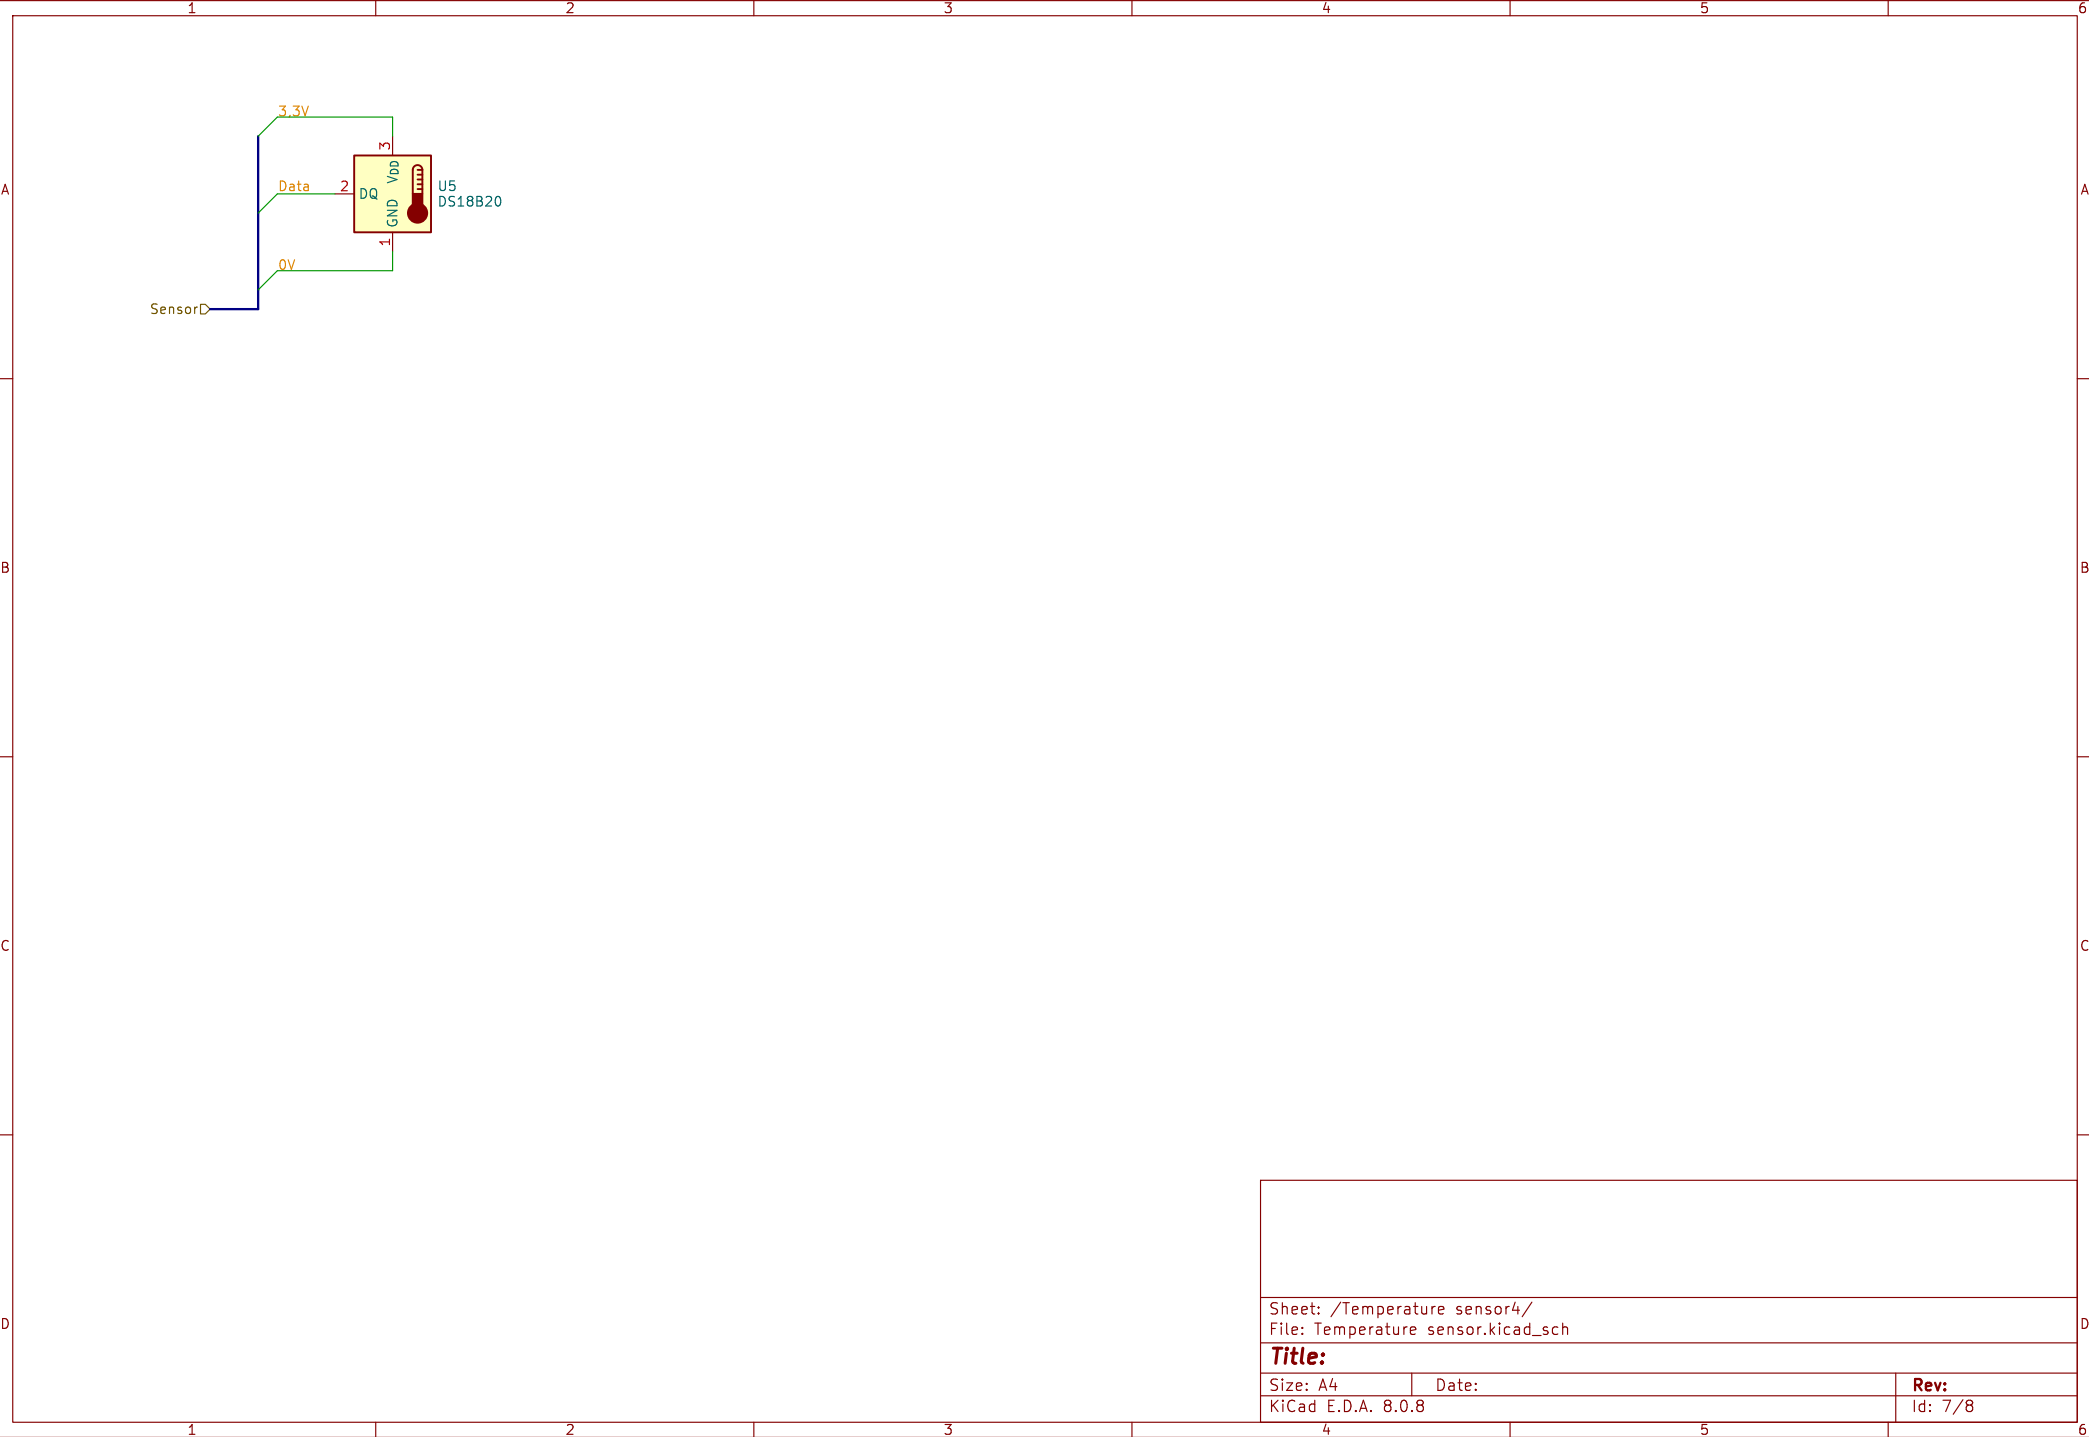 1 2 3 4 5 6
3.3V
3
V_DD
A A
Data 2 DQ U5
DS18B20
GND
1
0V
Sensor
B B
C C
Sheet: /Temperature sensor4/
File: Temperature sensor.kicad_sch
D D
Title:
Size: A4 Date: Rev:
KiCad E.D.A. 8.0.8 Id: 7/8
1 2 3 4 5 6